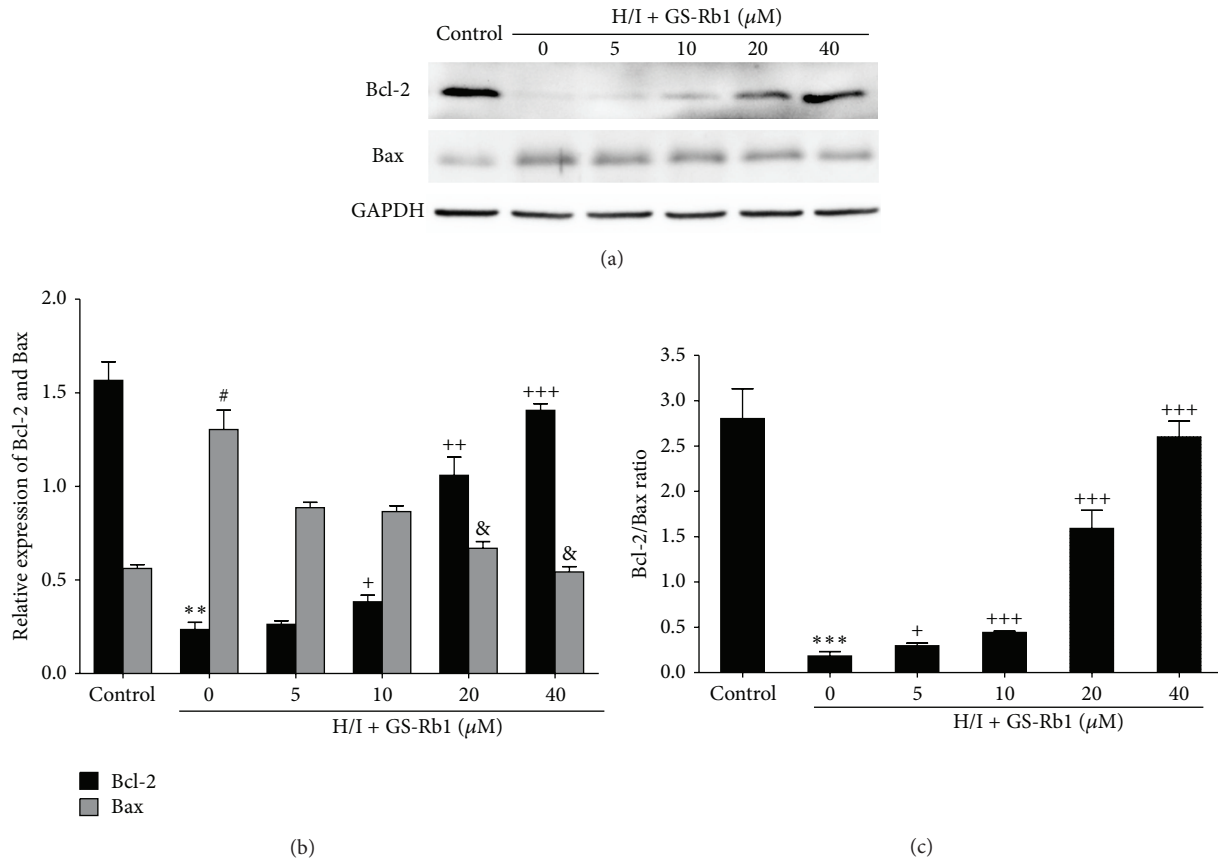 H/I + GS-Rb1 (μM)
Control
0 5 10 20 40
Bcl-2
Bax
GAPDH
(a)
Relative expression of Bcl-2 and Bax
2.0
1.5
1.0
0.5
0.0
** # + ++ & +++ &
Control 0 5 10 20 40
H/I + GS-Rb1 (μM)
Bcl-2
Bax
(b)
Bcl-2/Bax ratio
3.5
3.0
2.5
2.0
1.5
1.0
0.5
0.0
*** + +++ +++ +++
Control 0 5 10 20 40
H/I + GS-Rb1 (μM)
(c)